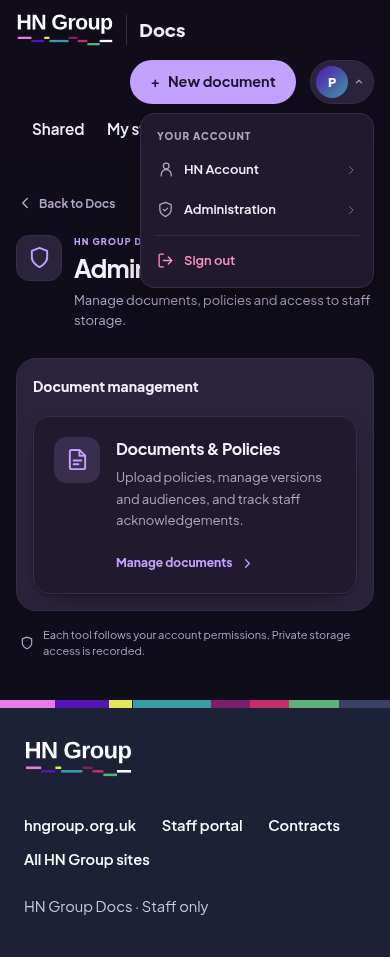 HN Group
Docs
+ New document
P
Shared My s
YOUR ACCOUNT
HN Account
Administration
Sign out
Back to Docs
HN GROUP D
Admin
Manage documents, policies and access to staff
storage.
Document management
Documents & Policies
Upload policies, manage versions
and audiences, and track staff
acknowledgements.
Manage documents
Each tool follows your account permissions. Private storage
access is recorded.
HN Group
hngroup.org.uk Staff portal Contracts
All HN Group sites
HN Group Docs · Staff only